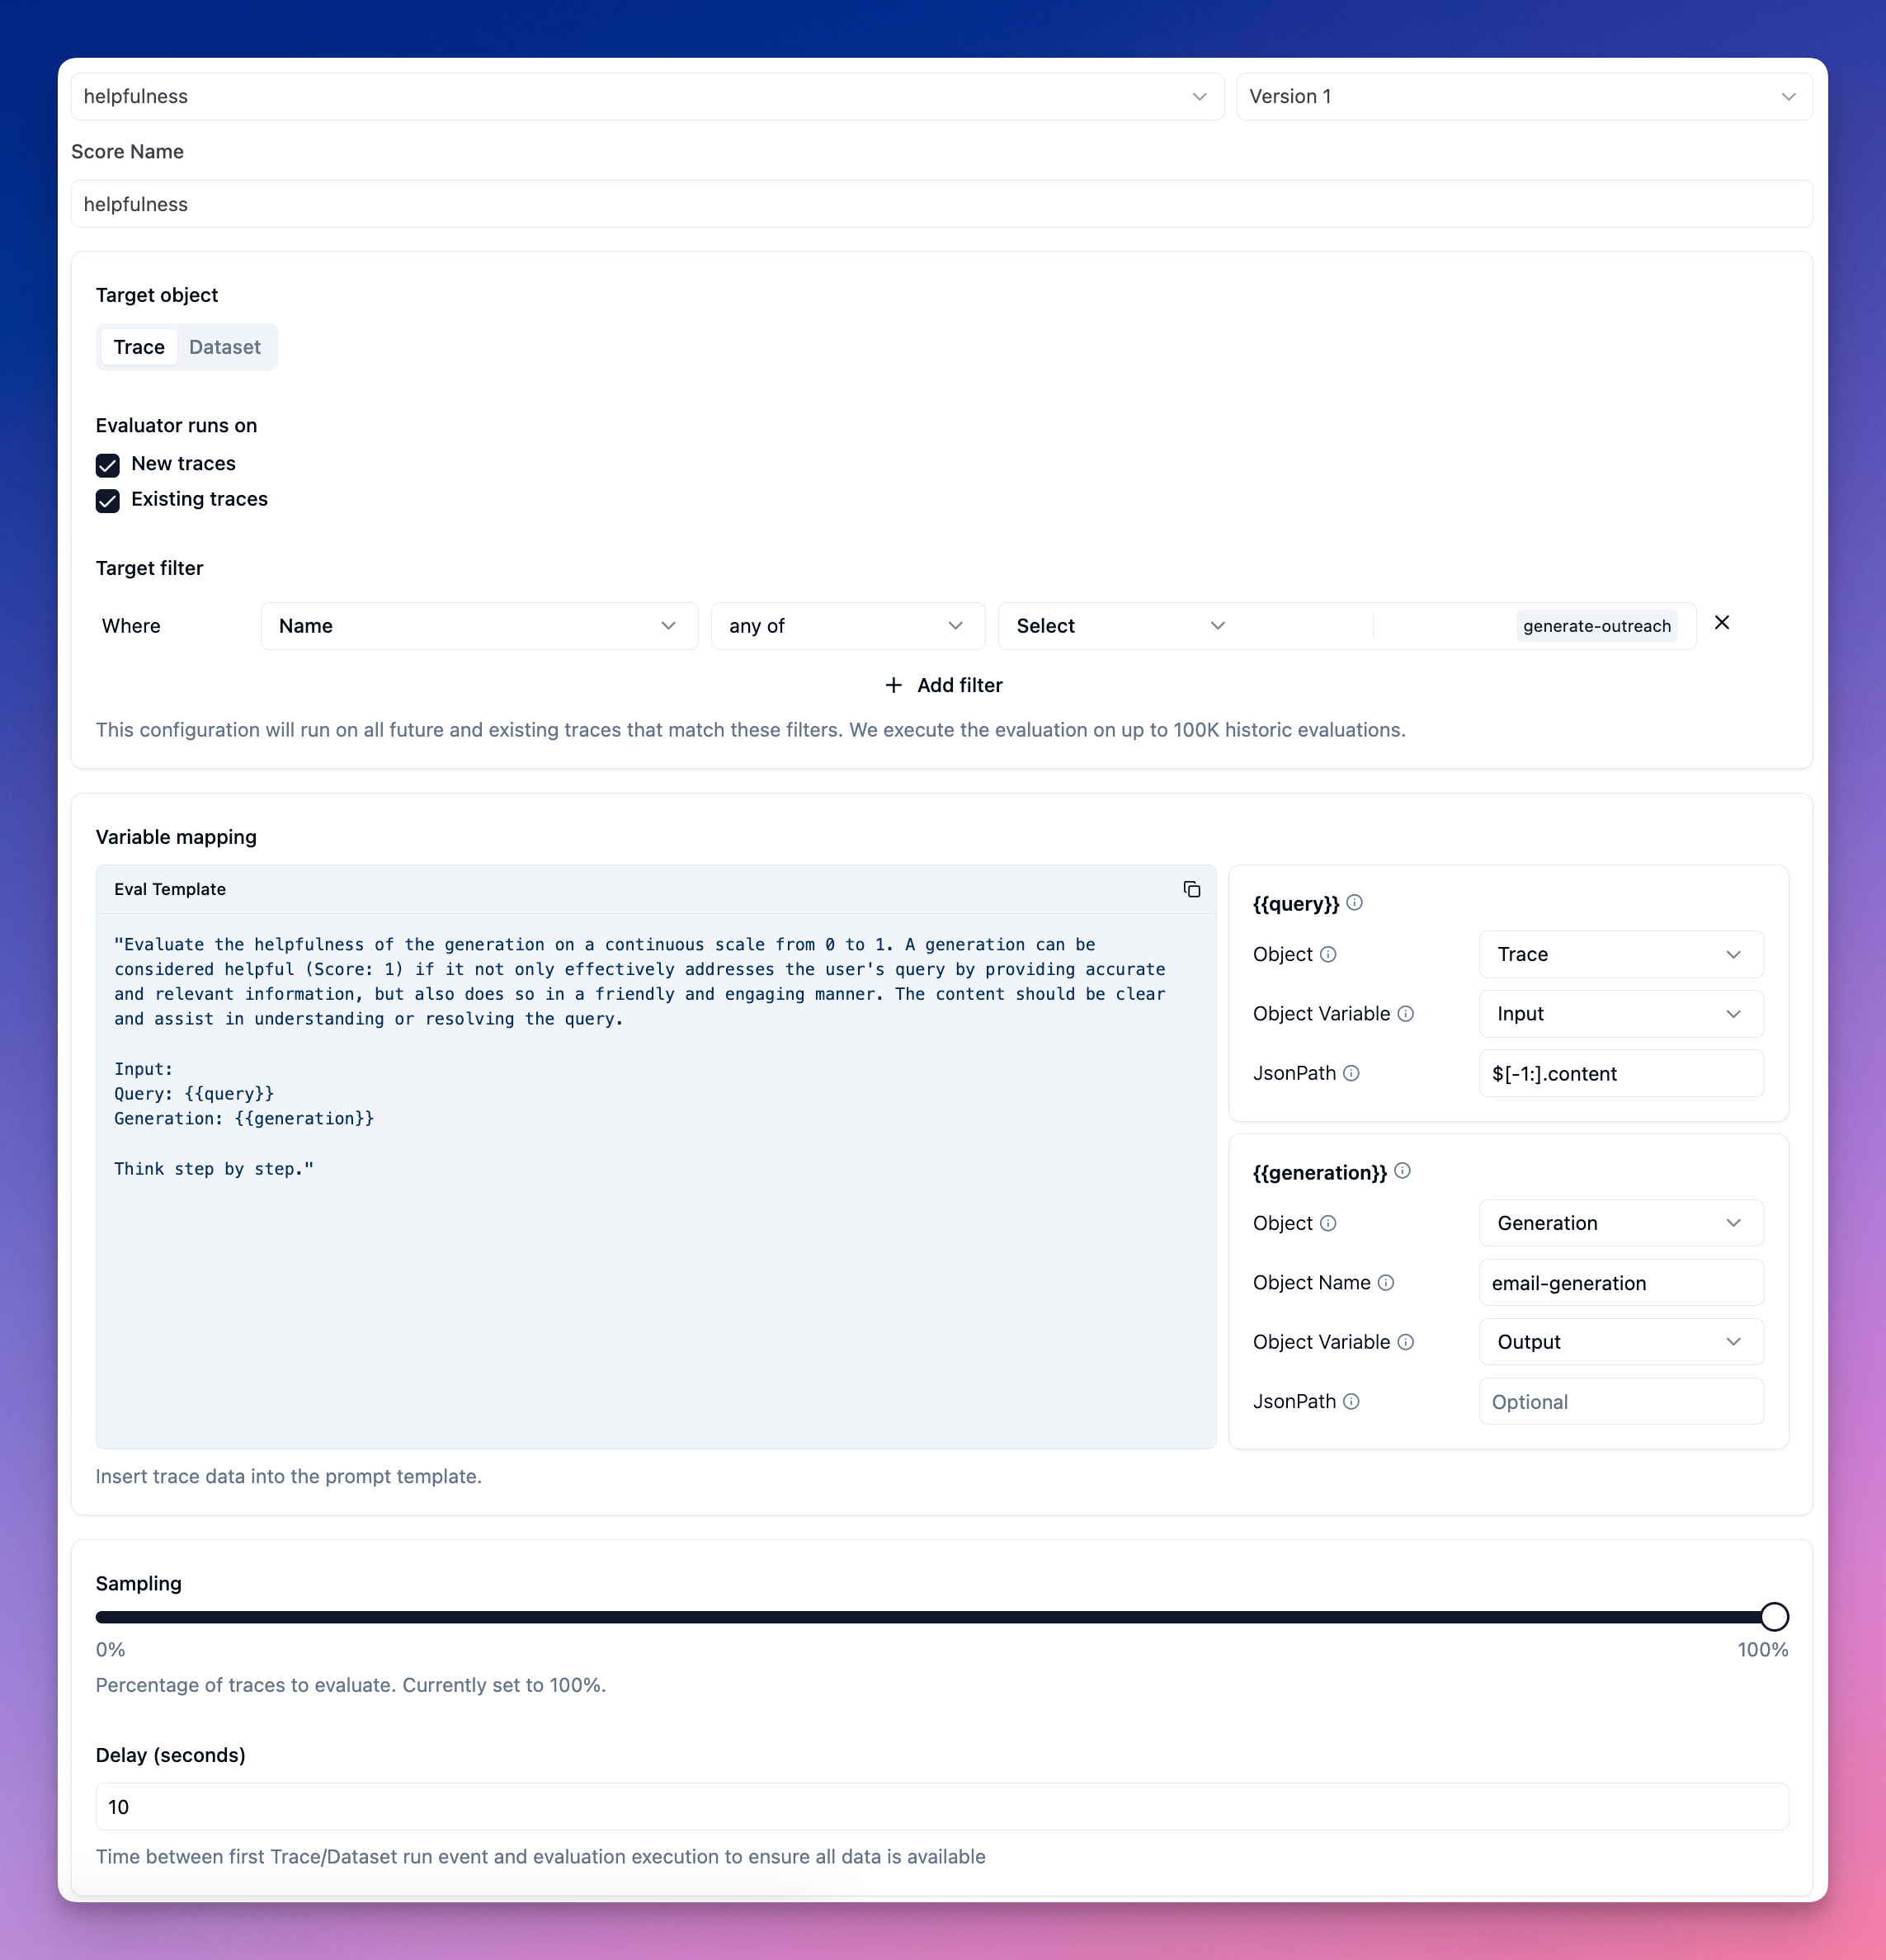 helpfulness
Version 1
Score Name
helpfulness
Target object
Trace
Dataset
Evaluator runs on
New traces
Existing traces
Target filter
Where
Name
any of
Select
generate-outreach
Add filter
This configuration will run on all future and existing traces that match these filters. We execute the evaluation on up to 100K historic evaluations.
Variable mapping
Eval Template
"Evaluate the helpfulness of the generation on a continuous scale from 0 to 1. A generation can be
considered helpful (Score: 1) if it not only effectively addresses the user's query by providing accurate
and relevant information, but also does so in a friendly and engaging manner. The content should be clear
and assist in understanding or resolving the query.
Input:
Query: {{query}}
Generation: {{generation}}
Think step by step."
{{query}}
Object
Trace
Object Variable
Input
JsonPath
$[-1:].content
{{generation}}
Object
Generation
Object Name
email-generation
Object Variable
Output
JsonPath
Optional
Insert trace data into the prompt template.
Sampling
0%
100%
Percentage of traces to evaluate. Currently set to 100%.
Delay (seconds)
10
Time between first Trace/Dataset run event and evaluation execution to ensure all data is available